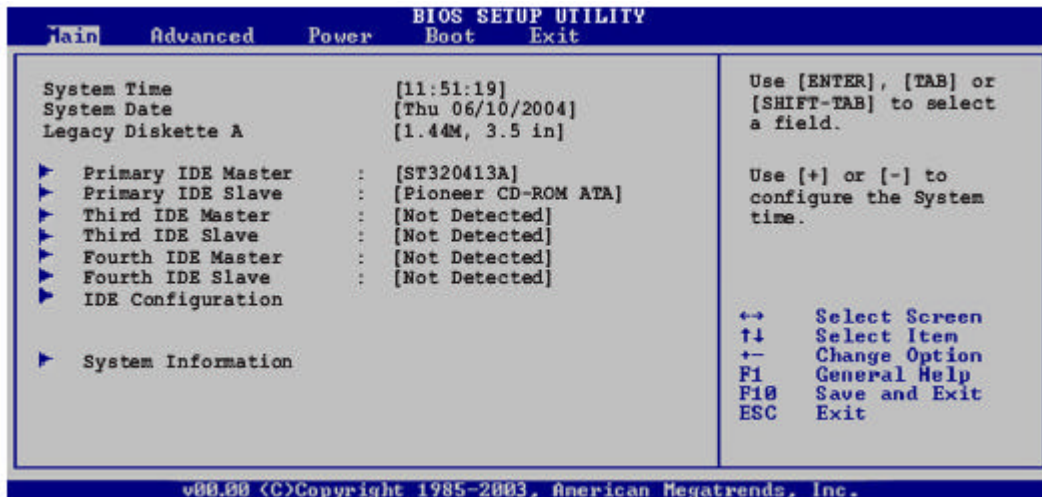 BIOS SETUP UTILITY
Main Advanced Power Boot Exit
System Time [11:51:19]
System Date [Thu 06/10/2004]
Legacy Diskette A [1.44M, 3.5 in]
Primary IDE Master : [ST320413A]
Primary IDE Slave : [Pioneer CD-ROM ATA]
Third IDE Master : [Not Detected]
Third IDE Slave : [Not Detected]
Fourth IDE Master : [Not Detected]
Fourth IDE Slave : [Not Detected]
IDE Configuration
System Information
Use [ENTER], [TAB] or
[SHIFT-TAB] to select
a field.
Use [+] or [-] to
configure the System
time.
←→ Select Screen
↑↓ Select Item
+- Change Option
F1 General Help
F10 Save and Exit
ESC Exit
v00.00 (C)Copyright 1985-2003, American Megatrends, Inc.